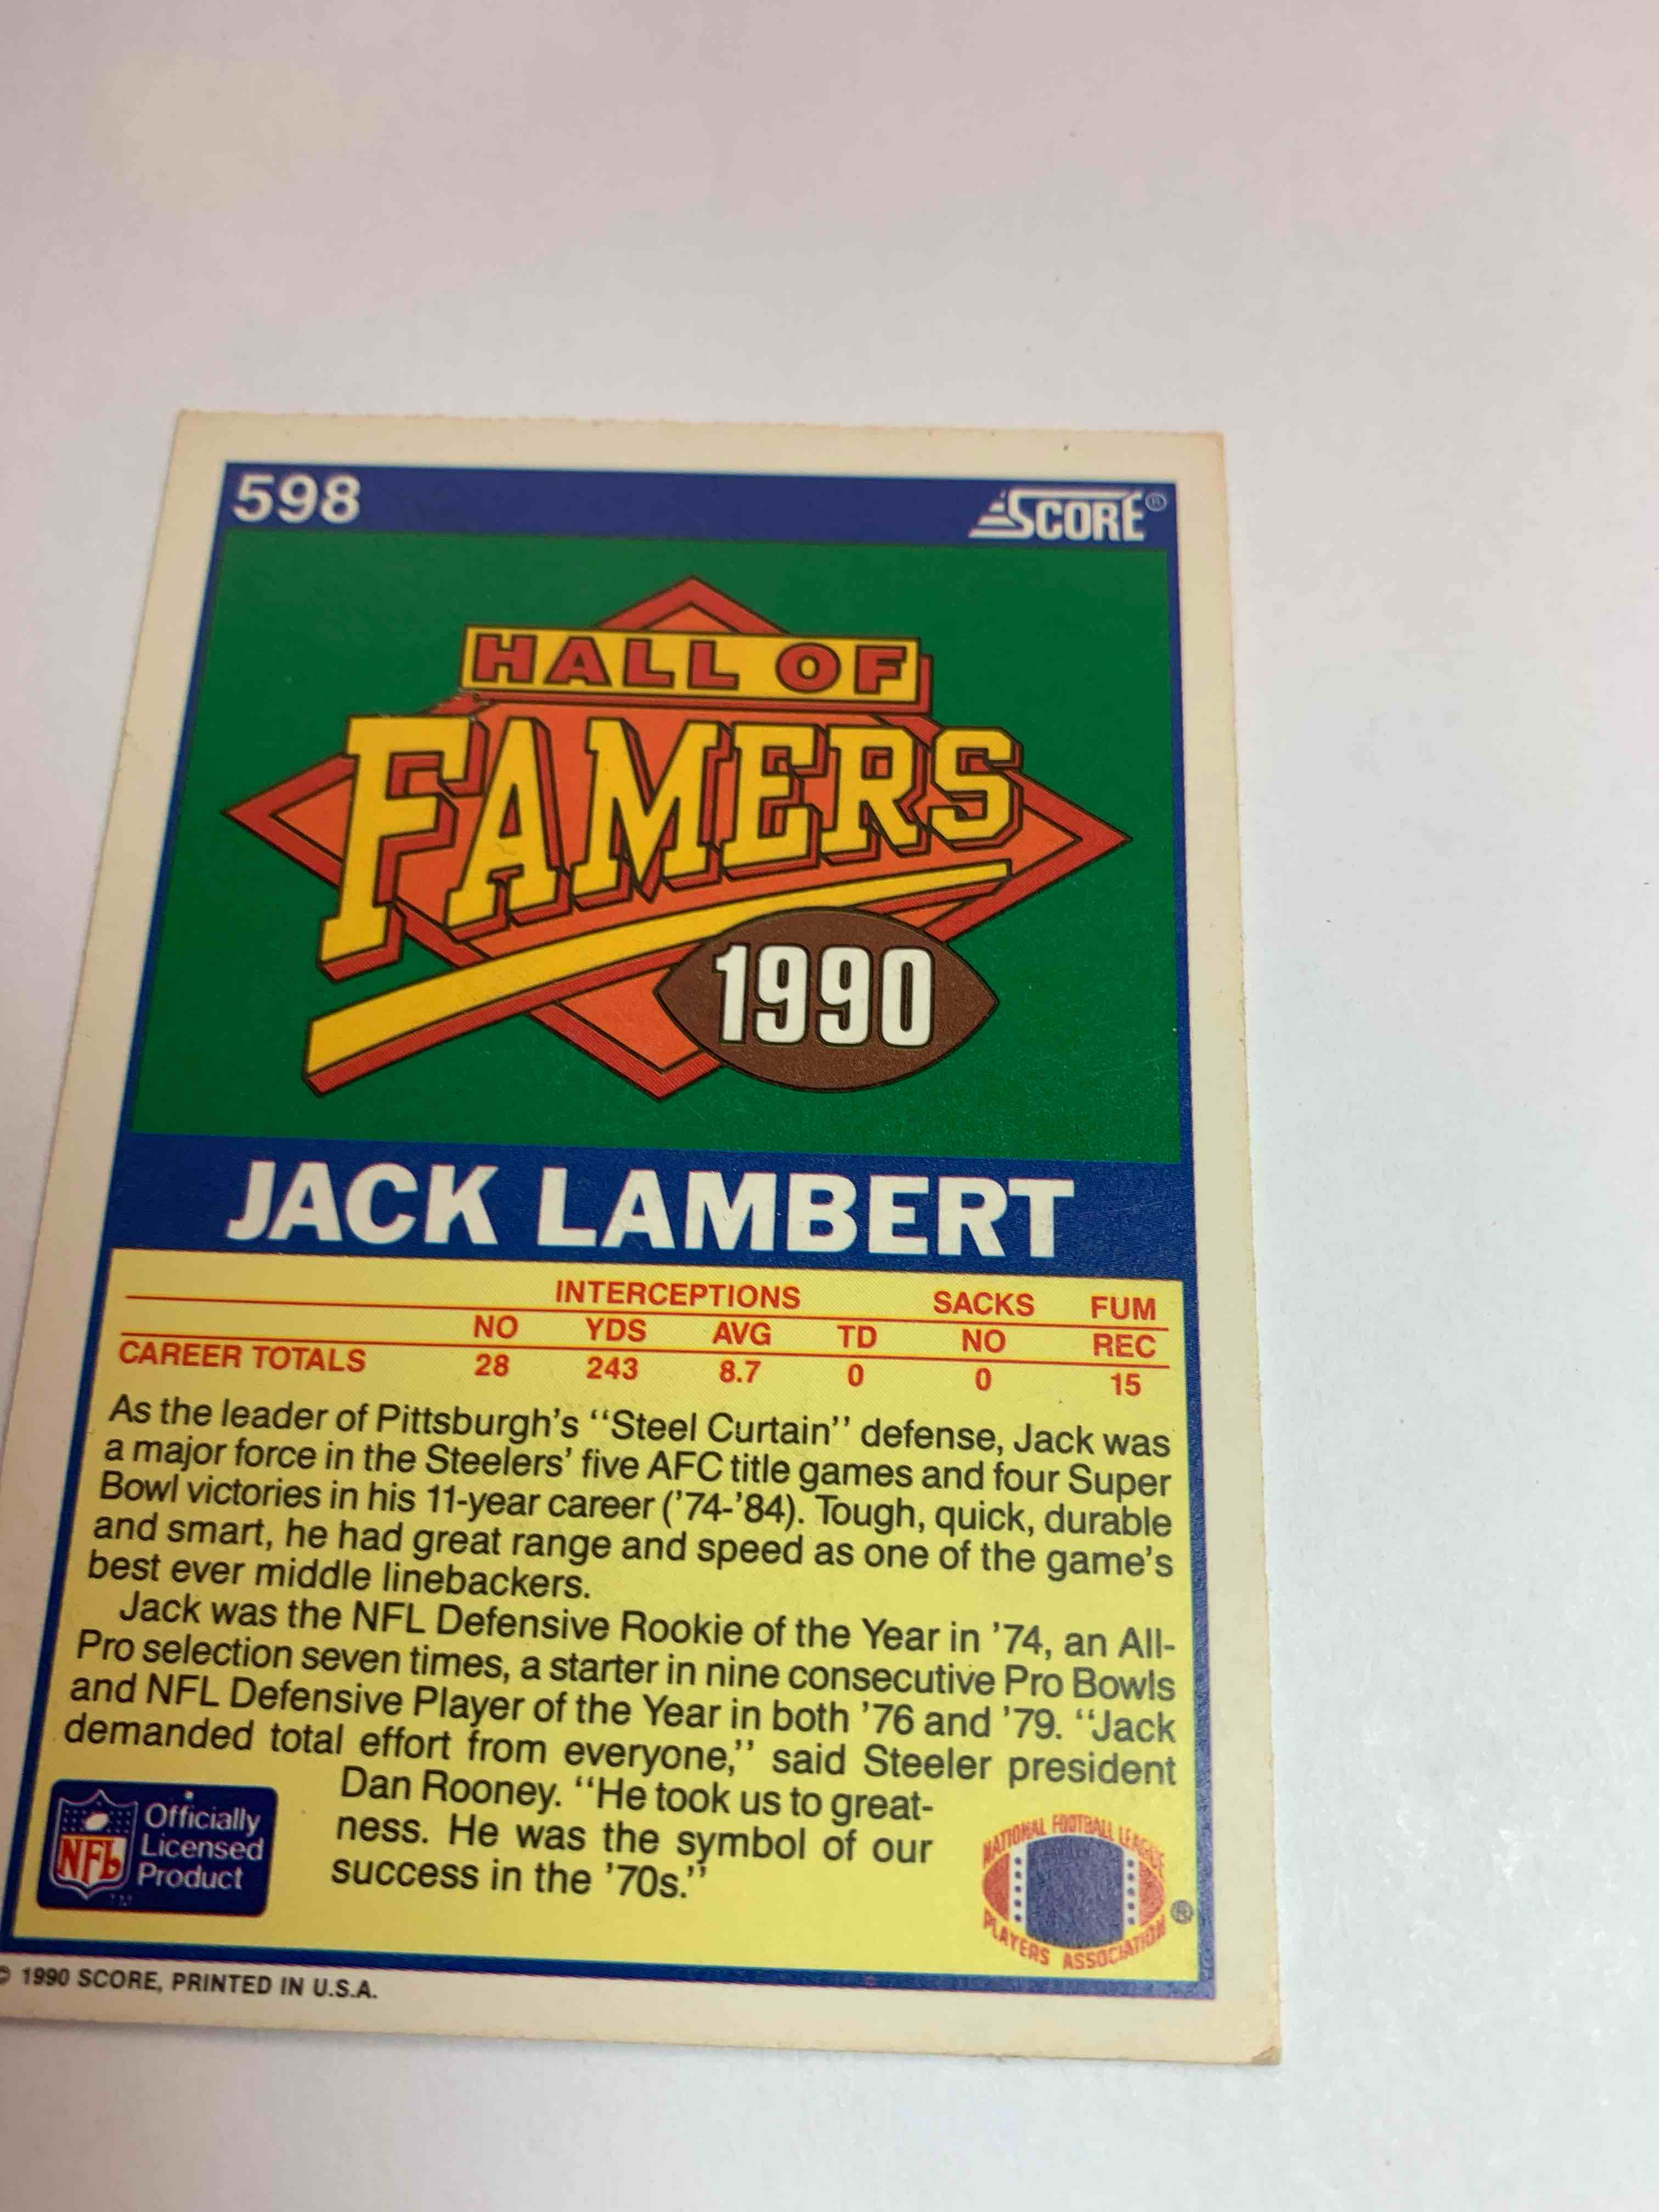 598
SCORE®
HALL OF
FAMERS
1990
JACK LAMBERT
INTERCEPTIONS SACKS FUM
NO YDS AVG TD NO REC
CAREER TOTALS 28 243 8.7 0 0 15
As the leader of Pittsburgh's "Steel Curtain" defense, Jack was
a major force in the Steelers' five AFC title games and four Super
Bowl victories in his 11-year career ('74-'84). Tough, quick, durable
and smart, he had great range and speed as one of the game's
best ever middle linebackers.
Jack was the NFL Defensive Rookie of the Year in '74, an All-
Pro selection seven times, a starter in nine consecutive Pro Bowls
and NFL Defensive Player of the Year in both '76 and '79. "Jack
demanded total effort from everyone," said Steeler president
Dan Rooney. "He took us to great-
ness. He was the symbol of our
success in the '70s."
NFL
Officially
Licensed
Product
TM
NATIONAL FOOTBALL LEAGUE
PLAYERS ASSOCIATION
®
© 1990 SCORE, PRINTED IN U.S.A.